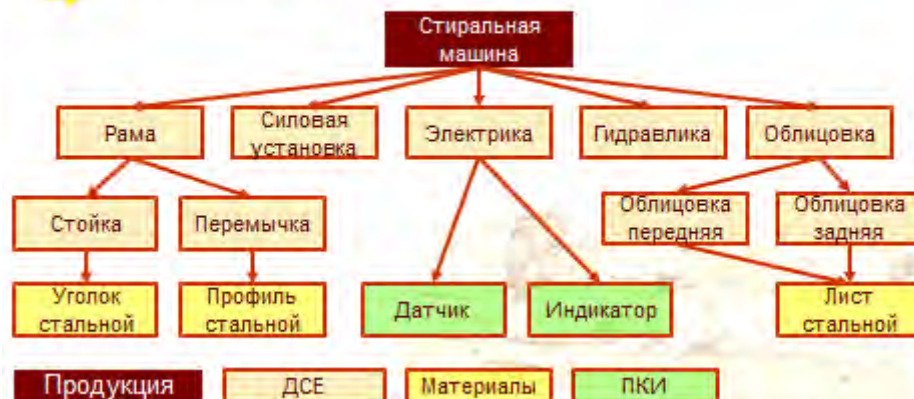 Стиральная
машина
Рама
Силовая
установка
Электрика
Гидравлика
Облицовка
Стойка
Перемычка
Облицовка
передняя
Облицовка
задняя
Уголок
стальной
Профиль
стальной
Датчик
Индикатор
Лист
стальной
Продукция
ДСЕ
Материалы
ПКИ